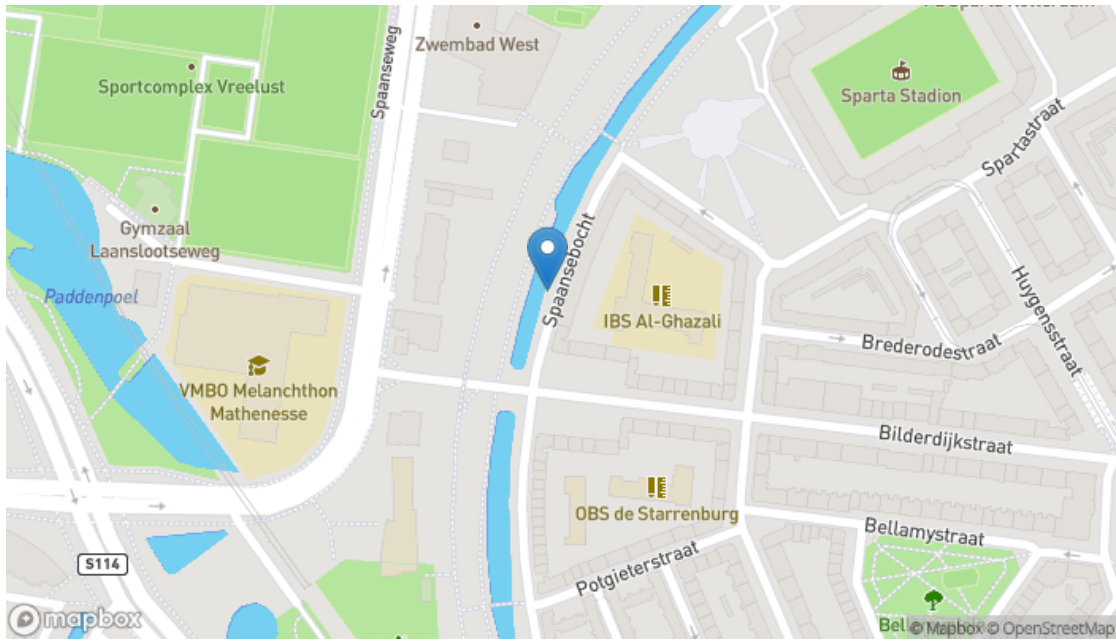 Zwembad West
Sportcomplex Vreelust
Spaanseweg
Sparta Stadion
Spartastraat
Gymzaal
Laanslootseweg
Paddenpoel
Spaansebocht
IBS Al-Ghazali
Huygensstraat
Brederodestraat
VMBO Melanchthon
Mathenesse
Bilderdijkstraat
OBS de Starrenburg
Bellamystraat
Potgieterstraat
S114
mapbox
© Mapbox © OpenStreetMap